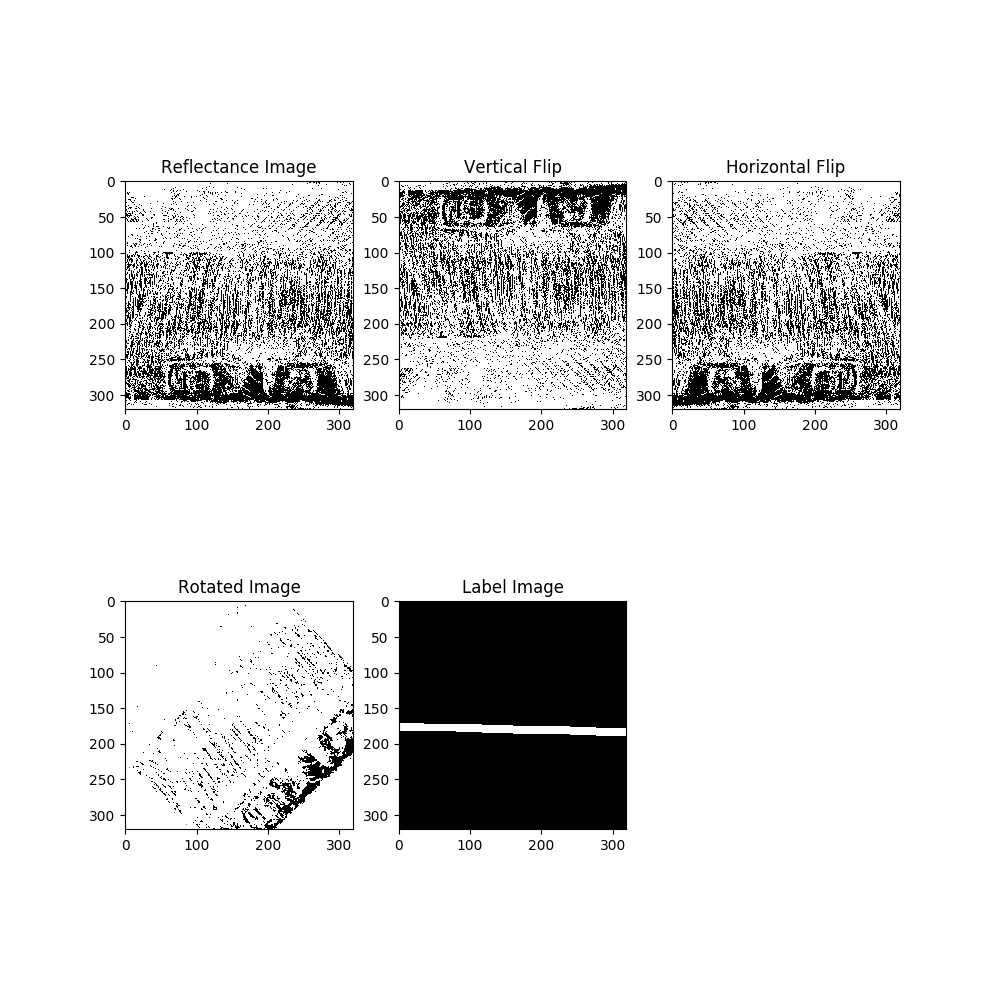 Reflectance Image Vertical Flip Horizontal Flip
0 0 0
50 50 50
100 100 100
150 150 150
200 200 200
250 250 250
300 300 300
0 100 200 300 0 100 200 300 0 100 200 300
Rotated Image Label Image
0 0
50 50
100 100
150 150
200 200
250 250
300 300
0 100 200 300 0 100 200 300